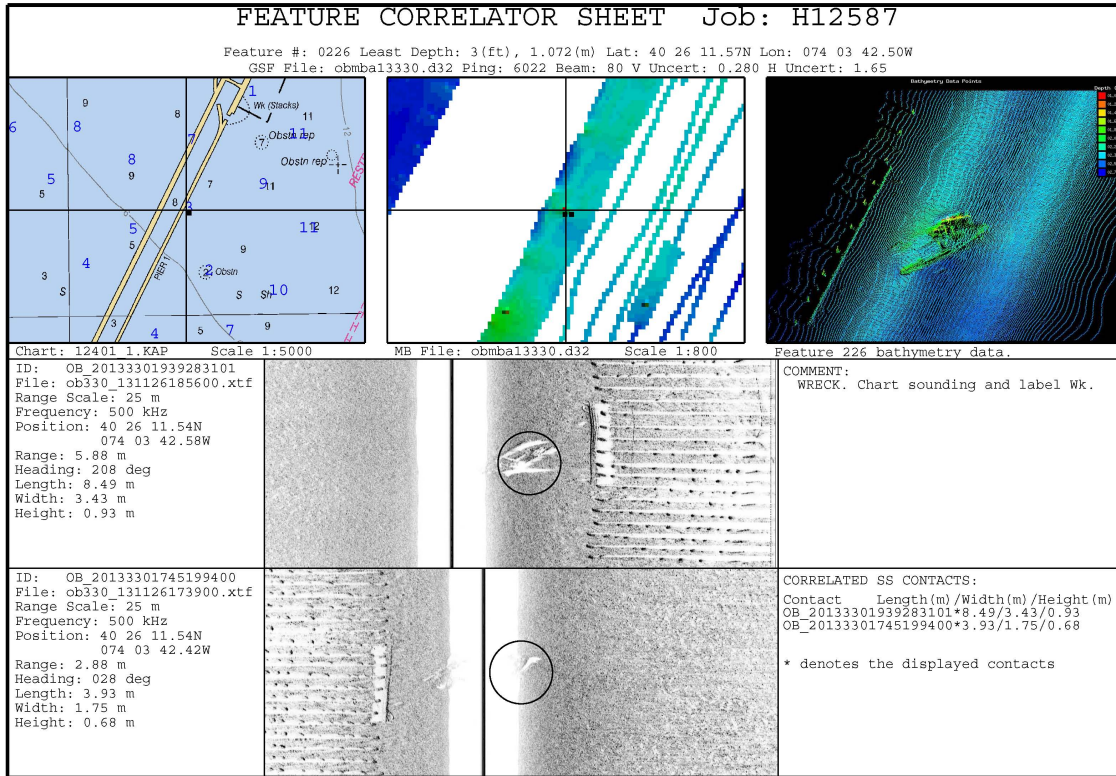 FEATURE CORRELATOR SHEET Job: H12587
Feature #: 0226 Least Depth: 3(ft), 1.072(m) Lat: 40 26 11.57N Lon: 074 03 42.50W
GSF File: obmba13330.d32 Ping: 6022 Beam: 80 V Uncert: 0.280 H Uncert: 1.65
Wk (Stacks)
Obstn rep
Obstn rep
PIER 1
Obstn
S
S
Sh
Bathymetry Data Points
Chart: 12401_1.KAP Scale 1:5000
MB File: obmba13330.d32 Scale 1:800
Feature 226 bathymetry data.
ID: OB_20133301939283101
File: ob330_131126185600.xtf
Range Scale: 25 m
Frequency: 500 kHz
Position: 40 26 11.54N
074 03 42.58W
Range: 5.88 m
Heading: 208 deg
Length: 8.49 m
Width: 3.43 m
Height: 0.93 m
COMMENT:
WRECK. Chart sounding and label Wk.
ID: OB_20133301745199400
File: ob330_131126173900.xtf
Range Scale: 25 m
Frequency: 500 kHz
Position: 40 26 11.54N
074 03 42.42W
Range: 2.88 m
Heading: 028 deg
Length: 3.93 m
Width: 1.75 m
Height: 0.68 m
CORRELATED SS CONTACTS:
Contact Length(m)/Width(m)/Height(m)
OB_20133301939283101*8.49/3.43/0.93
OB_20133301745199400*3.93/1.75/0.68
* denotes the displayed contacts